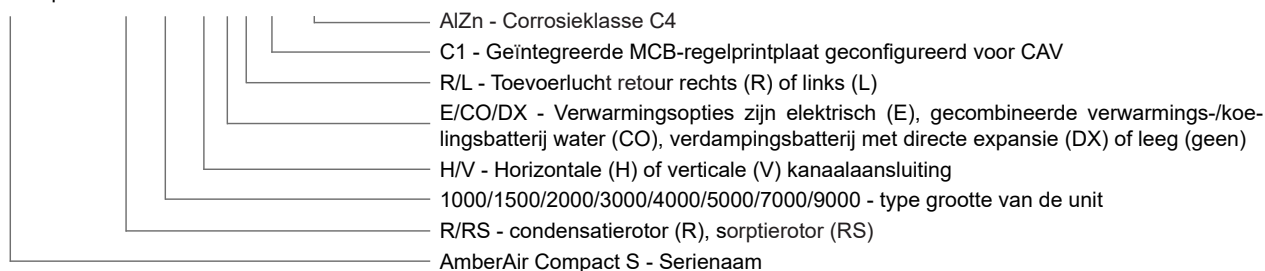 AlZn - Corrosieklasse C4
C1 - Geïntegreerde MCB-regelprintplaat geconfigureerd voor CAV
R/L - Toevoerlucht retour rechts (R) of links (L)
E/CO/DX - Verwarmingsopties zijn elektrisch (E), gecombineerde verwarmings-/koe-
lingsbatterij water (CO), verdampingsbatterij met directe expansie (DX) of leeg (geen)
H/V - Horizontale (H) of verticale (V) kanaalaansluiting
1000/1500/2000/3000/4000/5000/7000/9000 - type grootte van de unit
R/RS - condensatierotor (R), sorptierotor (RS)
AmberAir Compact S - Serienaam